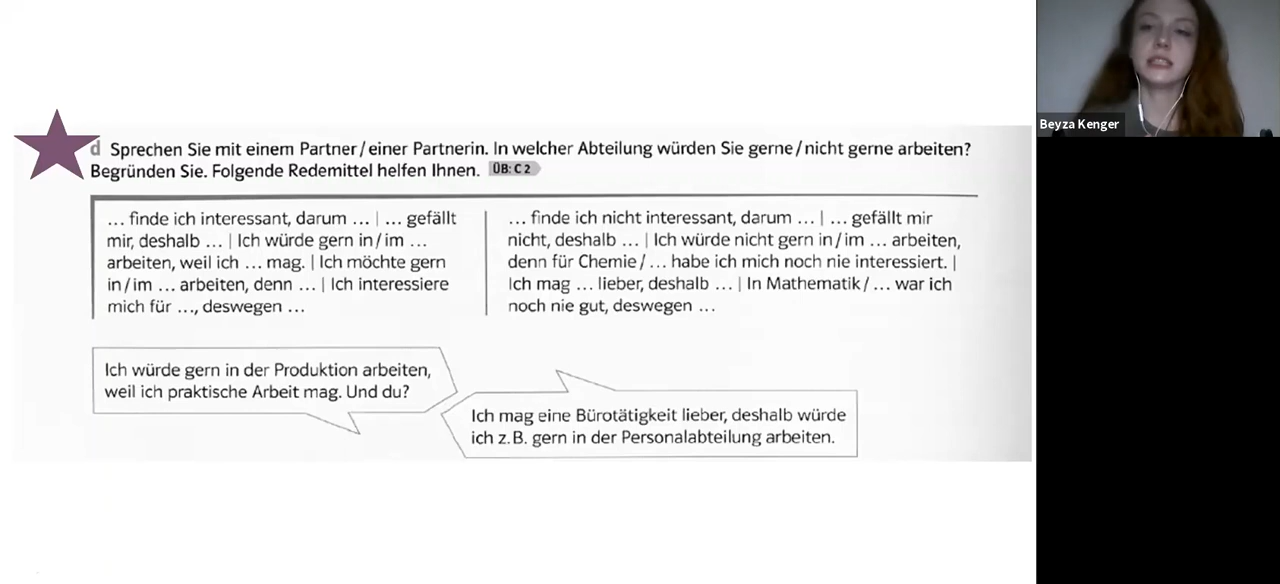 d Sprechen Sie mit einem Partner / einer Partnerin. In welcher Abteilung würden Sie gerne / nicht gerne arbeiten?
Begründen Sie. Folgende Redemittel helfen Ihnen. ÜB: C 2
… finde ich interessant, darum … | … gefällt
mir, deshalb … | Ich würde gern in / im …
arbeiten, weil ich … mag. | Ich möchte gern
in / im … arbeiten, denn … | Ich interessiere
mich für …, deswegen …
… finde ich nicht interessant, darum … | … gefällt mir
nicht, deshalb … | Ich würde nicht gern in / im … arbeiten,
denn für Chemie / … habe ich mich noch nie interessiert. |
Ich mag … lieber, deshalb … | In Mathematik / … war ich
noch nie gut, deswegen …
Ich würde gern in der Produktion arbeiten,
weil ich praktische Arbeit mag. Und du?
Ich mag eine Bürotätigkeit lieber, deshalb würde
ich z. B. gern in der Personalabteilung arbeiten.
Beyza Kenger